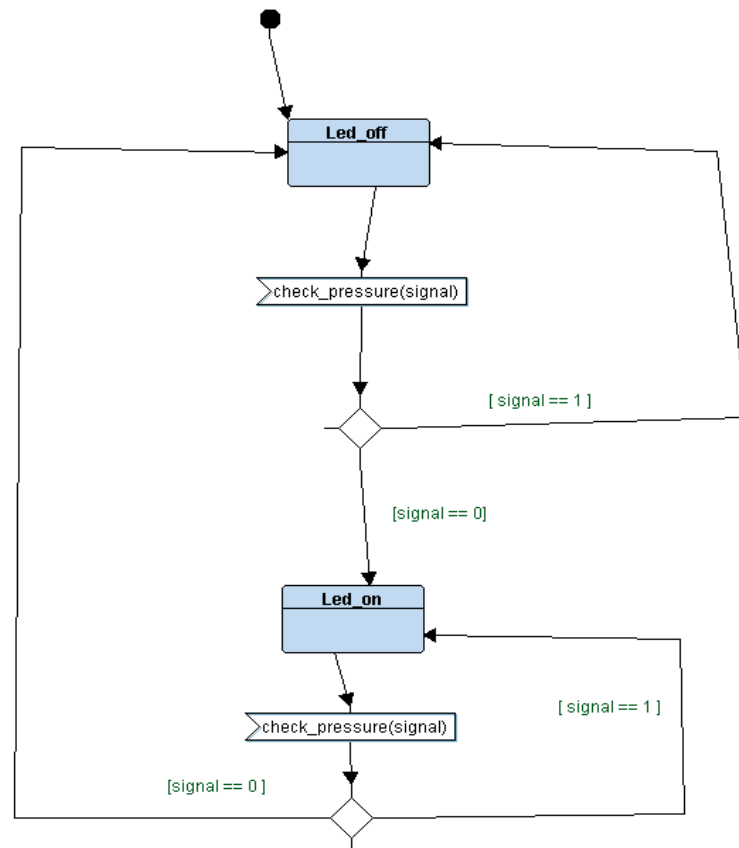 Led_off
check_pressure(signal)
[ signal == 1 ]
[signal == 0]
Led_on
[ signal == 1 ]
check_pressure(signal)
[signal == 0 ]